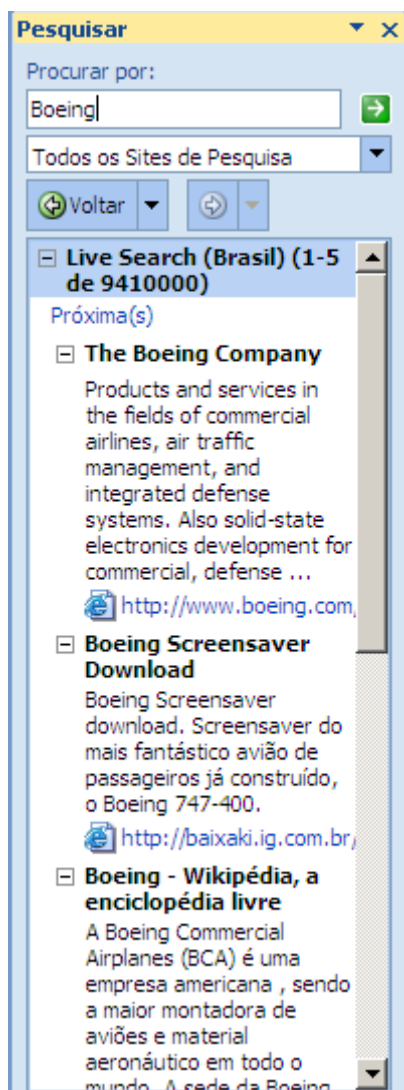 Pesquisar
Procurar por:
Boeing
Todos os Sites de Pesquisa
Voltar
Live Search (Brasil) (1-5
de 9410000)
Próxima(s)
The Boeing Company
Products and services in
the fields of commercial
airlines, air traffic
management, and
integrated defense
systems. Also solid-state
electronics development for
commercial, defense ...
http://www.boeing.com,
Boeing Screensaver
Download
Boeing Screensaver
download. Screensaver do
mais fantástico avião de
passageiros já construído,
o Boeing 747-400.
http://baixaki.ig.com.br/
Boeing - Wikipédia, a
enciclopédia livre
A Boeing Commercial
Airplanes (BCA) é uma
empresa americana , sendo
a maior montadora de
aviões e material
aeronáutico em todo o
mundo. A sede da Boeing